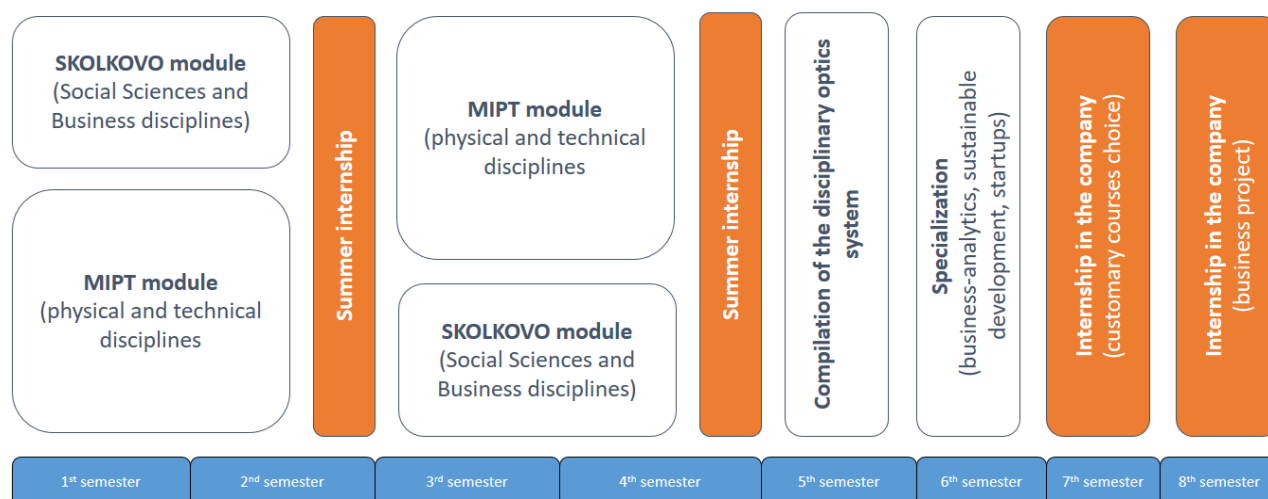 SKOLKOVO module
(Social Sciences and
Business disciplines)
MIPT module
(physical and technical
disciplines
Summer internship
MIPT module
(physical and technical
disciplines
SKOLKOVO module
(Social Sciences and
Business disciplines)
Summer internship
Compilation of the disciplinary optics
system
Specialization
(business-analytics, sustainable
development, startups)
Internship in the company
(customary courses choice)
Internship in the company
(business project)
1st semester
2nd semester
3rd semester
4th semester
5th semester
6th semester
7th semester
8th semester